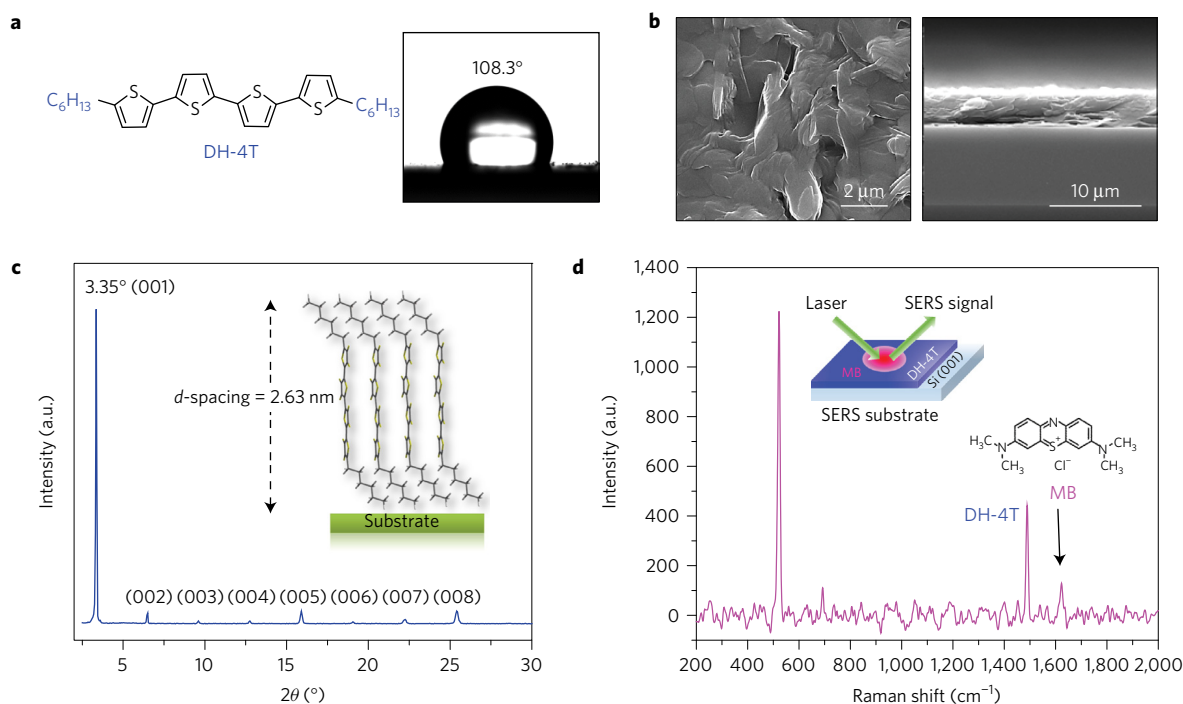 a
C₆H₁₃
S
S
S
S
C₆H₁₃
DH-4T
108.3°
b
2 μm
10 μm
c
3.35° (001)
d-spacing = 2.63 nm
Substrate
(002) (003) (004) (005) (006) (007) (008)
Intensity (a.u.)
5 10 15 20 25 30
2θ (°)
d
1,400
1,200
1,000
800
600
400
200
0
Intensity (a.u.)
Laser
SERS signal
MB
DH-4T
Si (001)
SERS substrate
N
H₃C
N
S⁺
N
CH₃
CH₃
Cl⁻
CH₃
MB
DH-4T
200 400 600 800 1,000 1,200 1,400 1,600 1,800 2,000
Raman shift (cm⁻¹)